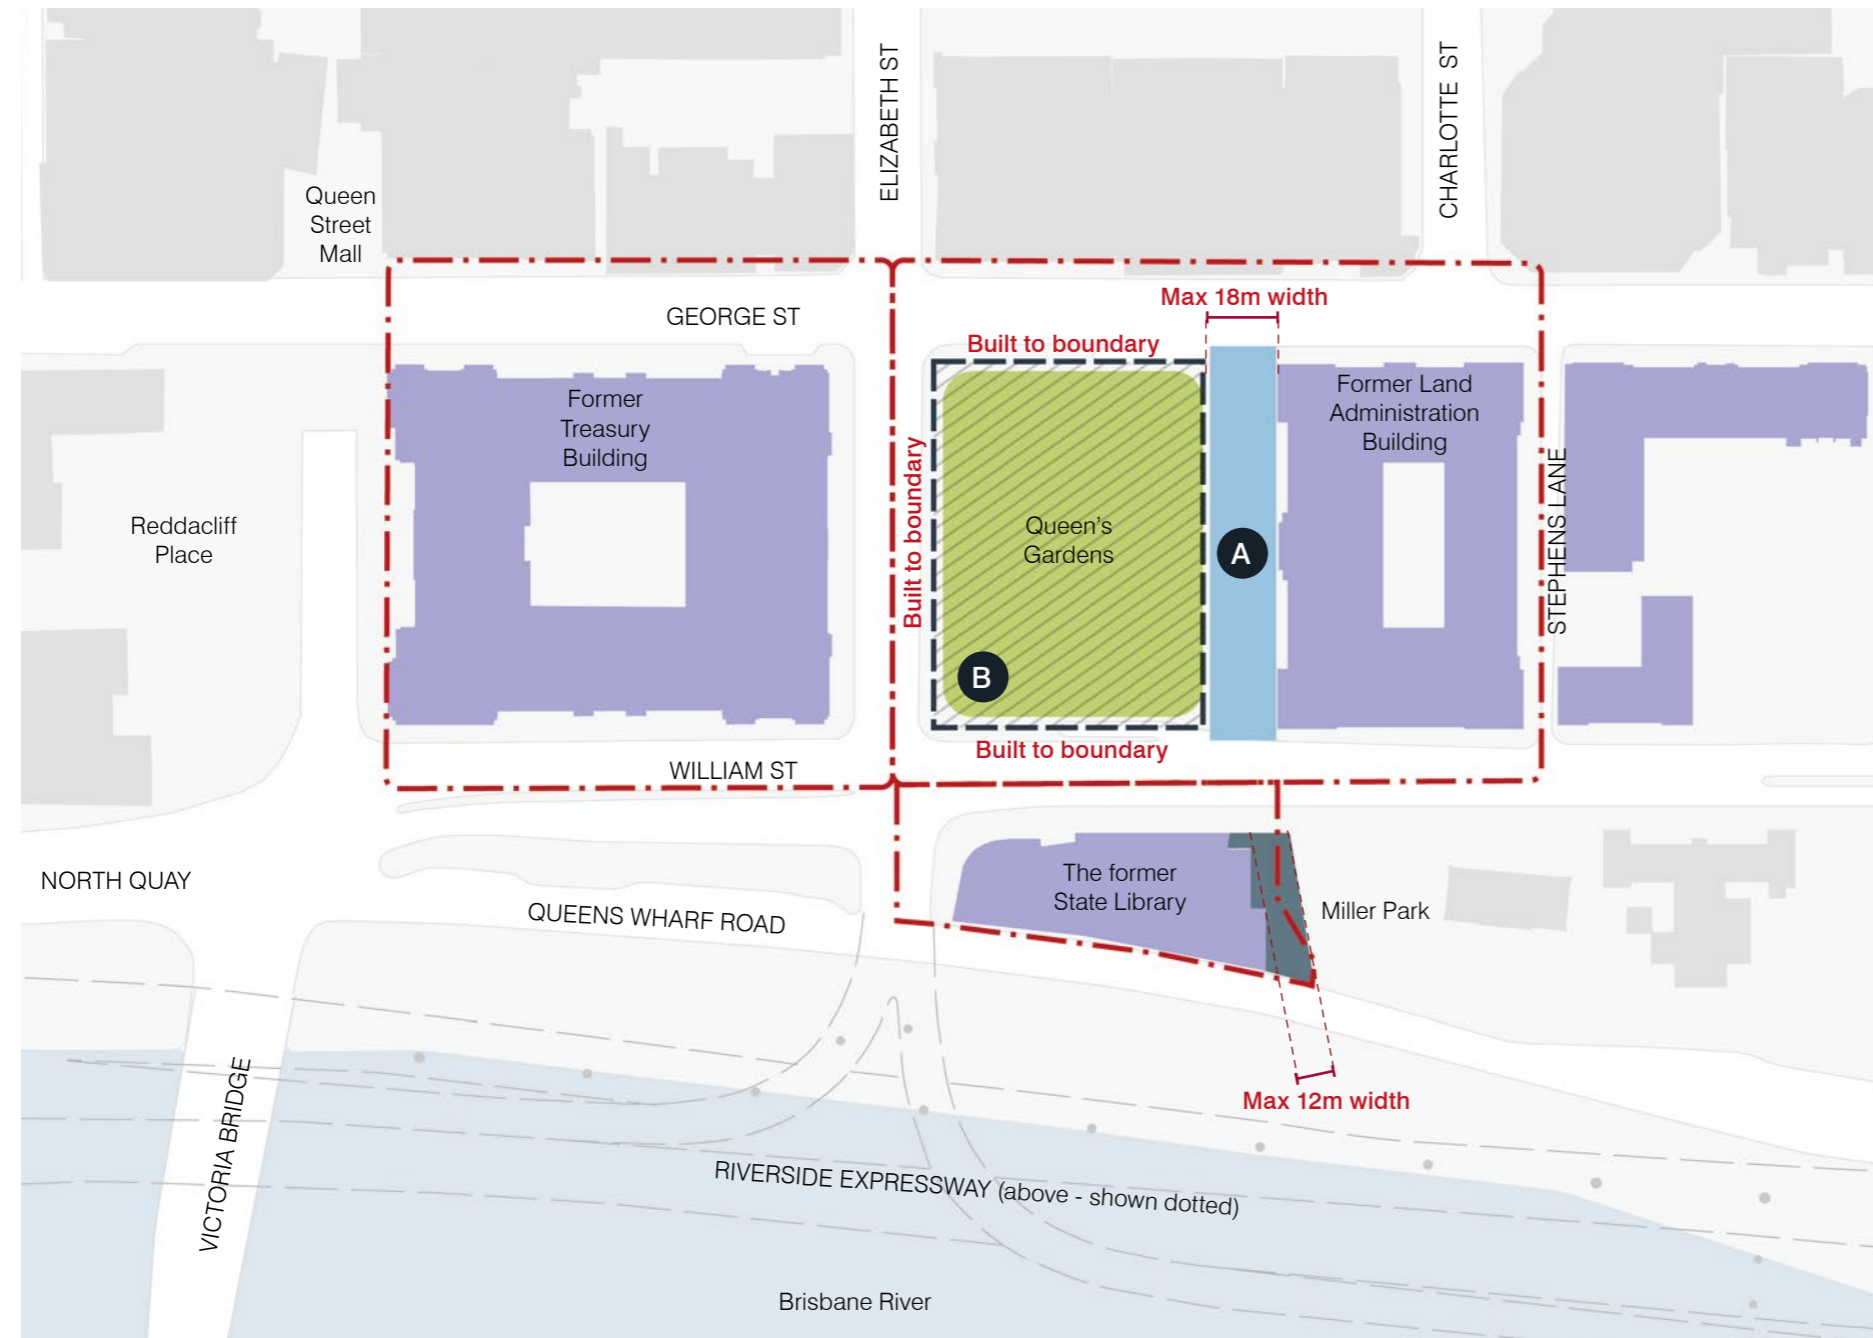 ELIZABETH ST
CHARLOTTE ST
Queen
Street
Mall
GEORGE ST
Max 18m width
Built to boundary
Former
Treasury
Building
Former Land
Administration
Building
Built to boundary
Queen's
Gardens
A
B
STEPHENS LANE
Reddacliff
Place
Built to boundary
WILLIAM ST
The former
State Library
Miller Park
NORTH QUAY
QUEENS WHARF ROAD
Max 12m width
VICTORIA BRIDGE
RIVERSIDE EXPRESSWAY (above - shown dotted)
Brisbane River